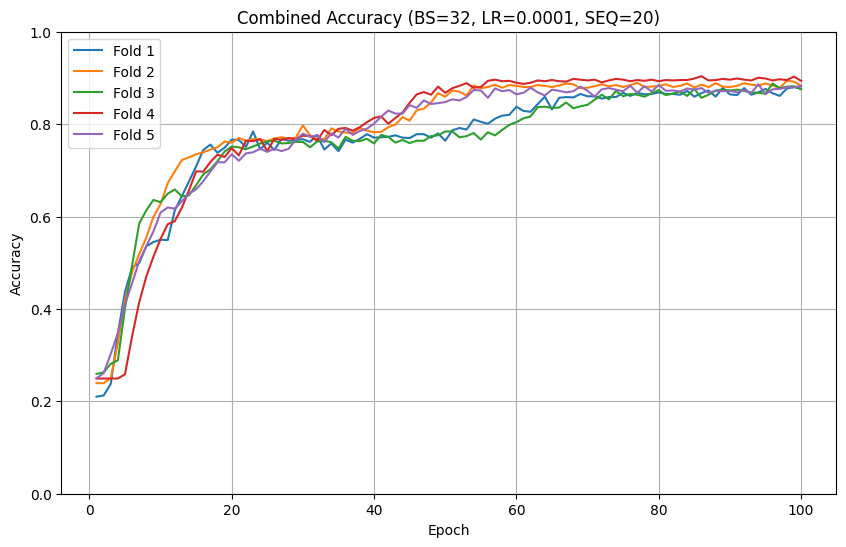 Combined Accuracy (BS=32, LR=0.0001, SEQ=20)
Fold 1
Fold 2
Fold 3
Fold 4
Fold 5
Accuracy
1.0
0.8
0.6
0.4
0.2
0.0
0 20 40 60 80 100
Epoch